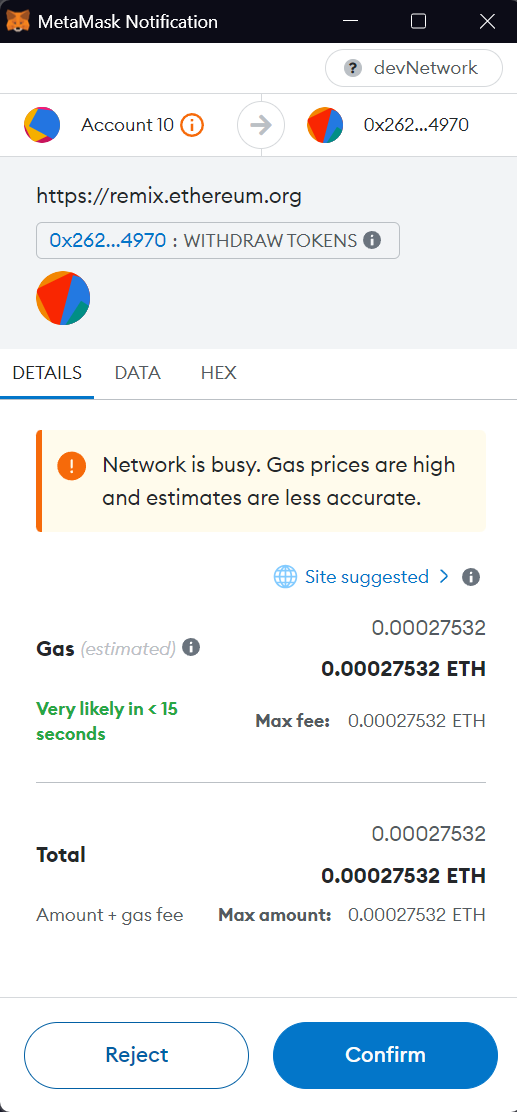 MetaMask Notification
? devNetwork
Account 10
0x262...4970
https://remix.ethereum.org
0x262...4970 : WITHDRAW TOKENS
DETAILS DATA HEX
Network is busy. Gas prices are high
and estimates are less accurate.
Site suggested >
0.00027532
Gas (estimated)
0.00027532 ETH
Very likely in < 15
seconds
Max fee: 0.00027532 ETH
0.00027532
Total
0.00027532 ETH
Amount + gas fee Max amount: 0.00027532 ETH
Reject Confirm